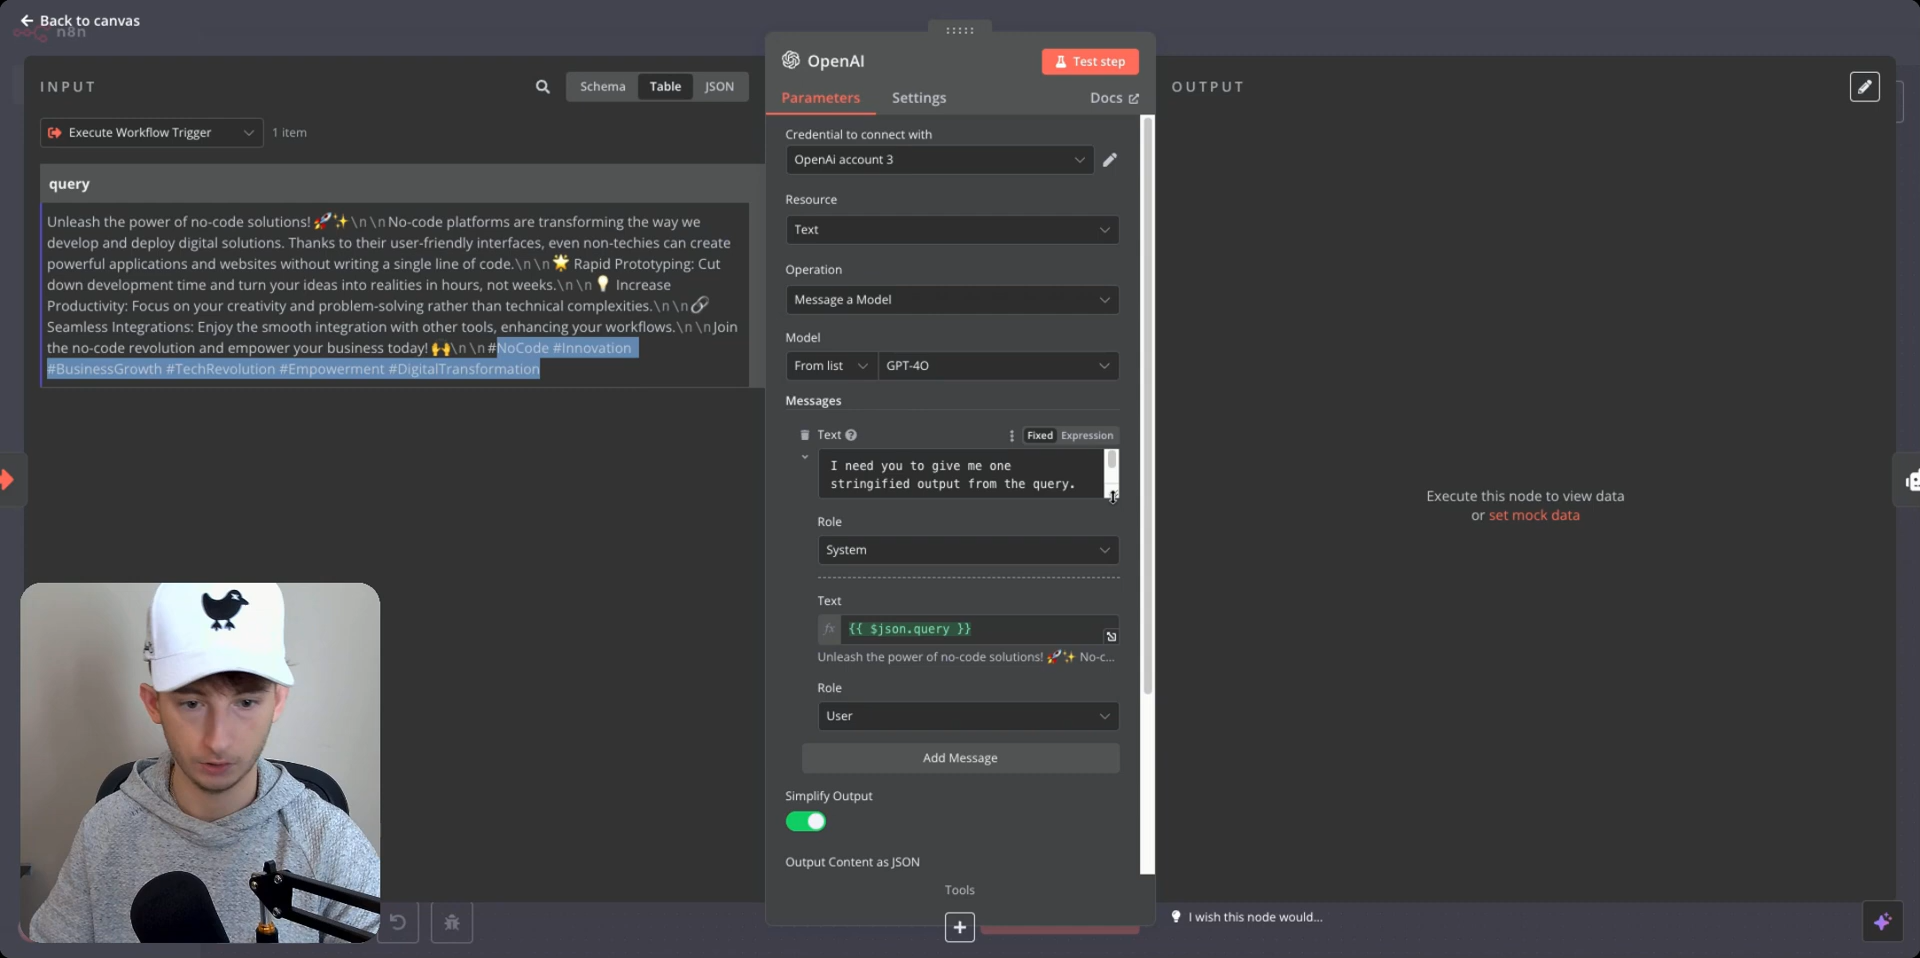 ← Back to canvas
n8n
INPUT
Schema
Table
JSON
Execute Workflow Trigger
1 item
query
Unleash the power of no-code solutions! 🚀✨\n\nNo-code platforms are transforming the way we
develop and deploy digital solutions. Thanks to their user-friendly interfaces, even non-techies can create
powerful applications and websites without writing a single line of code.\n\n🌟 Rapid Prototyping: Cut
down development time and turn your ideas into realities in hours, not weeks.\n\n💡 Increase
Productivity: Focus on your creativity and problem-solving rather than technical complexities.\n\n🔗
Seamless Integrations: Enjoy the smooth integration with other tools, enhancing your workflows.\n\nJoin
the no-code revolution and empower your business today! 🙌\n\n#NoCode #Innovation
#BusinessGrowth #TechRevolution #Empowerment #DigitalTransformation
OpenAI
Test step
Parameters
Settings
Docs
Credential to connect with
OpenAi account 3
Resource
Text
Operation
Message a Model
Model
From list
GPT-4O
Messages
Text
Fixed
Expression
I need you to give me one
stringified output from the query.
Role
System
Text
fx
{{ $json.query }}
Unleash the power of no-code solutions! 🚀✨ No-c...
Role
User
Add Message
Simplify Output
Output Content as JSON
Tools
OUTPUT
Execute this node to view data
or set mock data
I wish this node would...